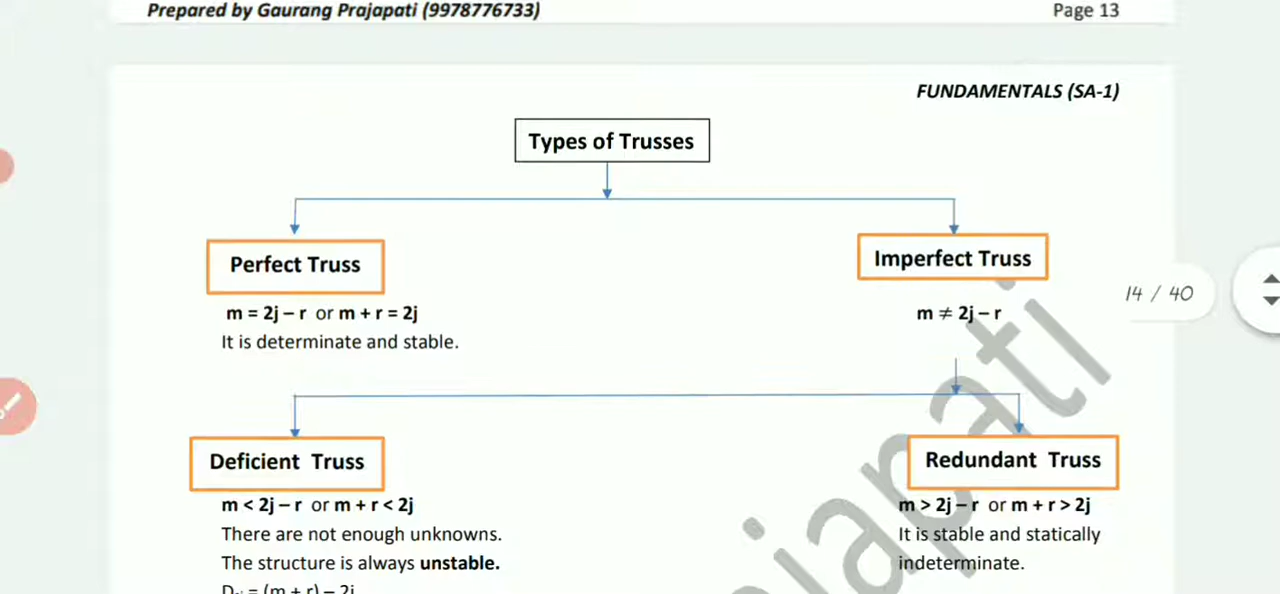 Prepared by Gaurang Prajapati (9978776733)
Page 13
FUNDAMENTALS (SA-1)
Types of Trusses
Perfect Truss
Imperfect Truss
14 / 40
m = 2j – r or m + r = 2j
m ≠ 2j – r
It is determinate and stable.
Deficient Truss
Redundant Truss
m < 2j – r or m + r < 2j
m > 2j – r or m + r > 2j
There are not enough unknowns.
It is stable and statically
The structure is always unstable.
indeterminate.
= (m + r) – 2j
japati